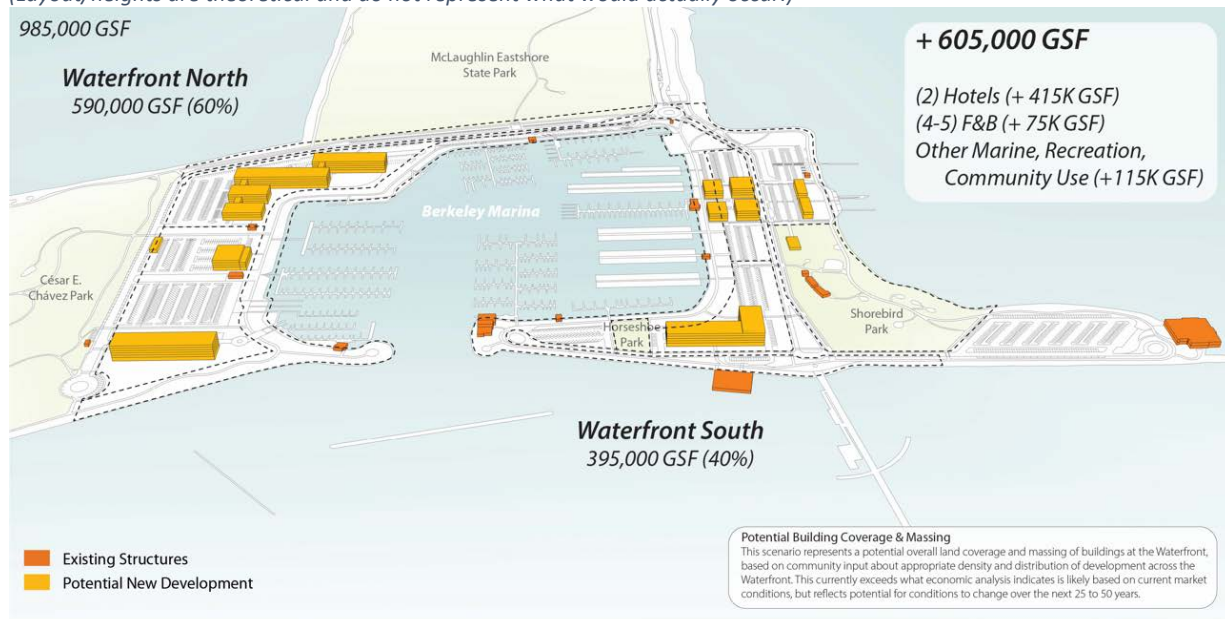 (Layout/heights are theoretical and do not represent what would actually occur.)
985,000 GSF
Waterfront North
590,000 GSF (60%)
McLaughlin Eastshore
State Park
+ 605,000 GSF
(2) Hotels (+ 415K GSF)
(4-5) F&B (+ 75K GSF)
Other Marine, Recreation,
Community Use (+115K GSF)
Berkeley Marina
César E.
Chávez Park
Horseshoe
Park
Shorebird
Park
Waterfront South
395,000 GSF (40%)
Existing Structures
Potential New Development
Potential Building Coverage & Massing
This scenario represents a potential overall land coverage and massing of buildings at the Waterfront,
based on community input about appropriate density and distribution of development across the
Waterfront. This currently exceeds what economic analysis indicates is likely based on current market
conditions, but reflects potential for conditions to change over the next 25 to 50 years.